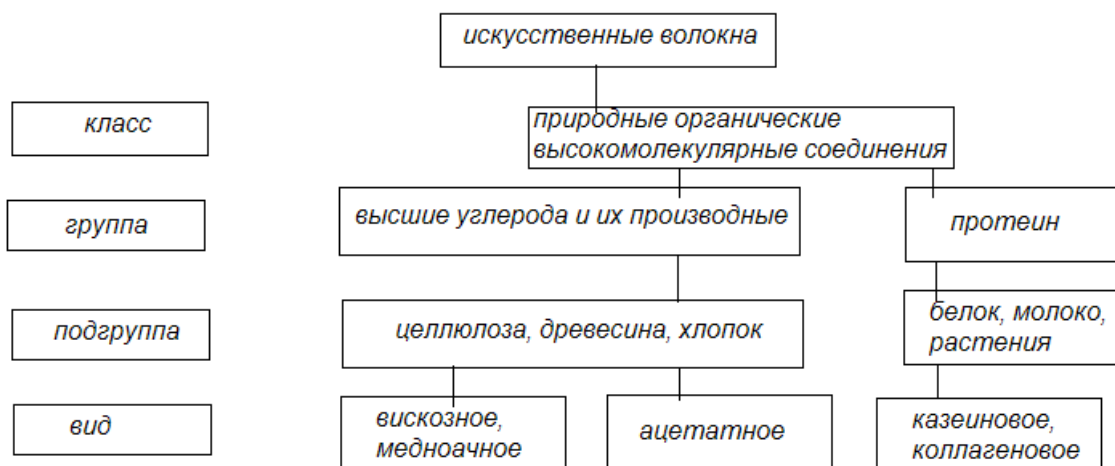 искусственные волокна
класс
природные органические
высокомолекулярные соединения
группа
высшие углерода и их производные
протеин
подгруппа
целлюлоза, древесина, хлопок
белок, молоко,
растения
вид
вискозное,
медноачное
ацетатное
казеиновое,
коллагеновое